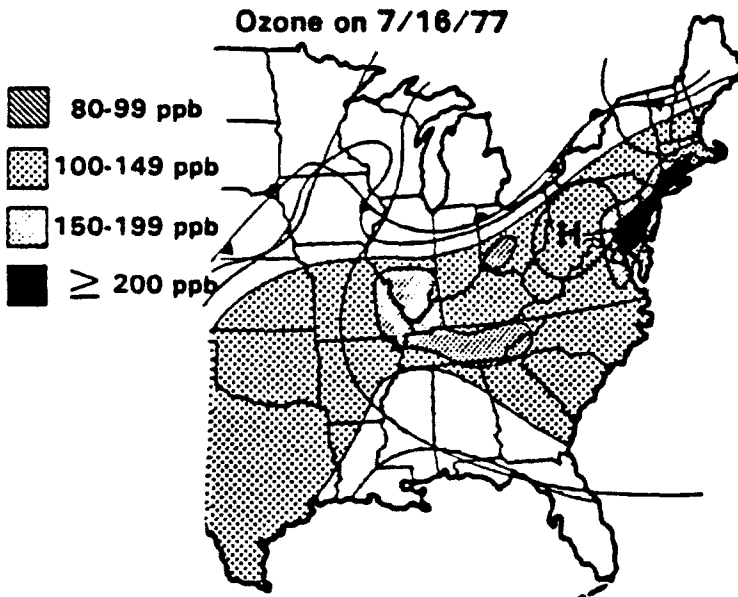 Ozone on 7/16/77
80-99 ppb
100-149 ppb
150-199 ppb
≥ 200 ppb
H